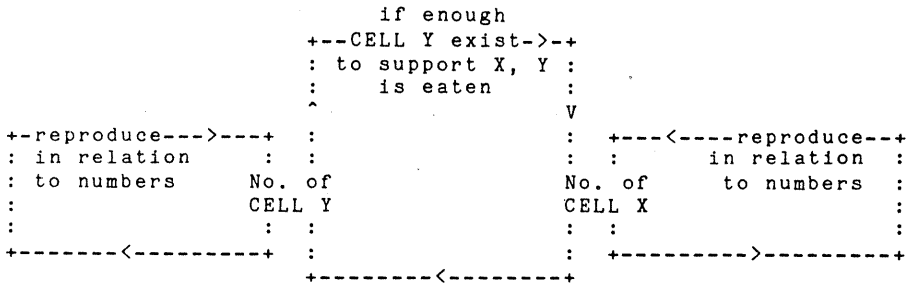 if enough
+--CELL Y exist->-+
: to support X, Y :
: is eaten :
^ V
+-reproduce--->----+ : : +---<----reproduce--+
: in relation : : : : in relation :
: to numbers No. of No. of to numbers :
: CELL Y CELL X :
: : : : : :
+-------<----------+ : : +---------->---------+
+--------<--------+